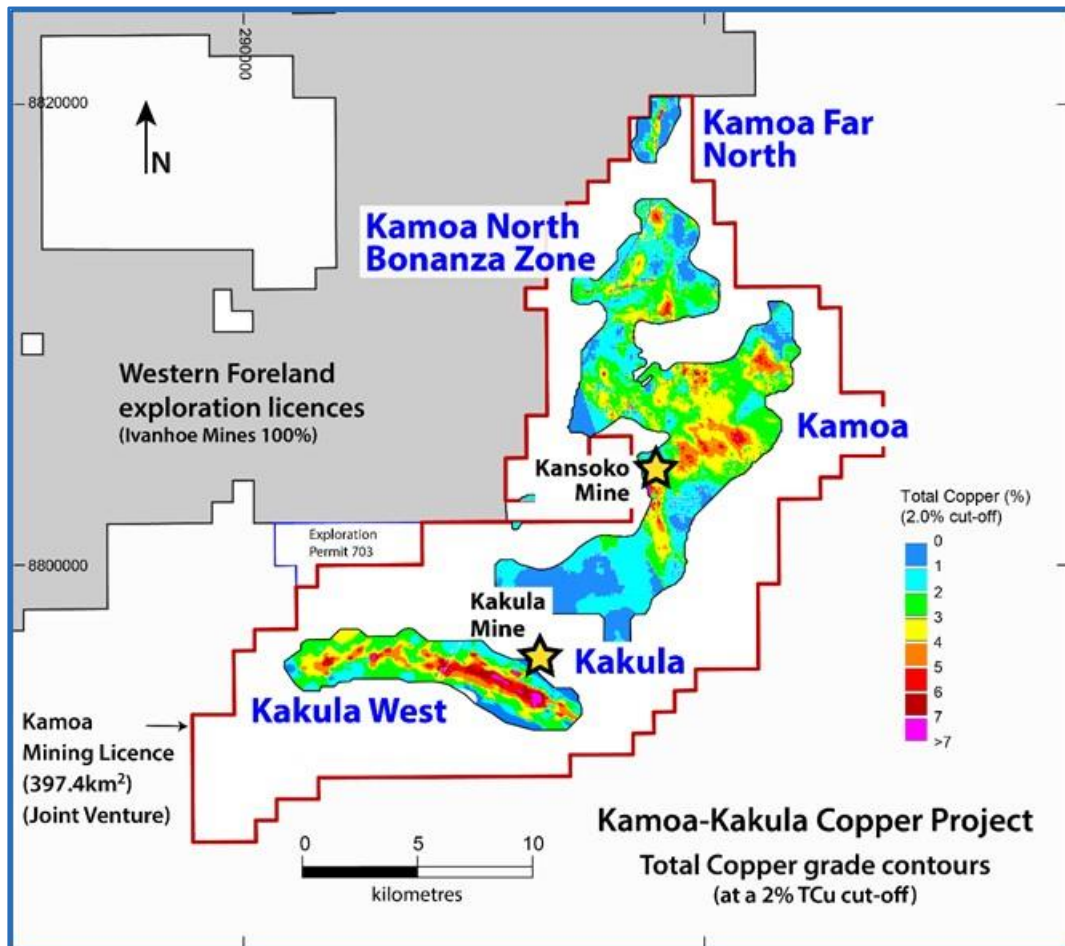 290000
8820000
N
Kamoa Far
North
Kamoa North
Bonanza Zone
Western Foreland
exploration licences
(Ivanhoe Mines 100%)
Kamoa
Kansoko
Mine
Total Copper (%)
(2.0% cut-off)
0
1
2
3
4
5
6
7
>7
Exploration
Permit 703
8800000
Kakula
Mine
Kakula
Kakula West
Kamoa
Mining Licence
(397.4km²)
(Joint Venture)
0 5 10
kilometres
Kamoa-Kakula Copper Project
Total Copper grade contours
(at a 2% TCu cut-off)